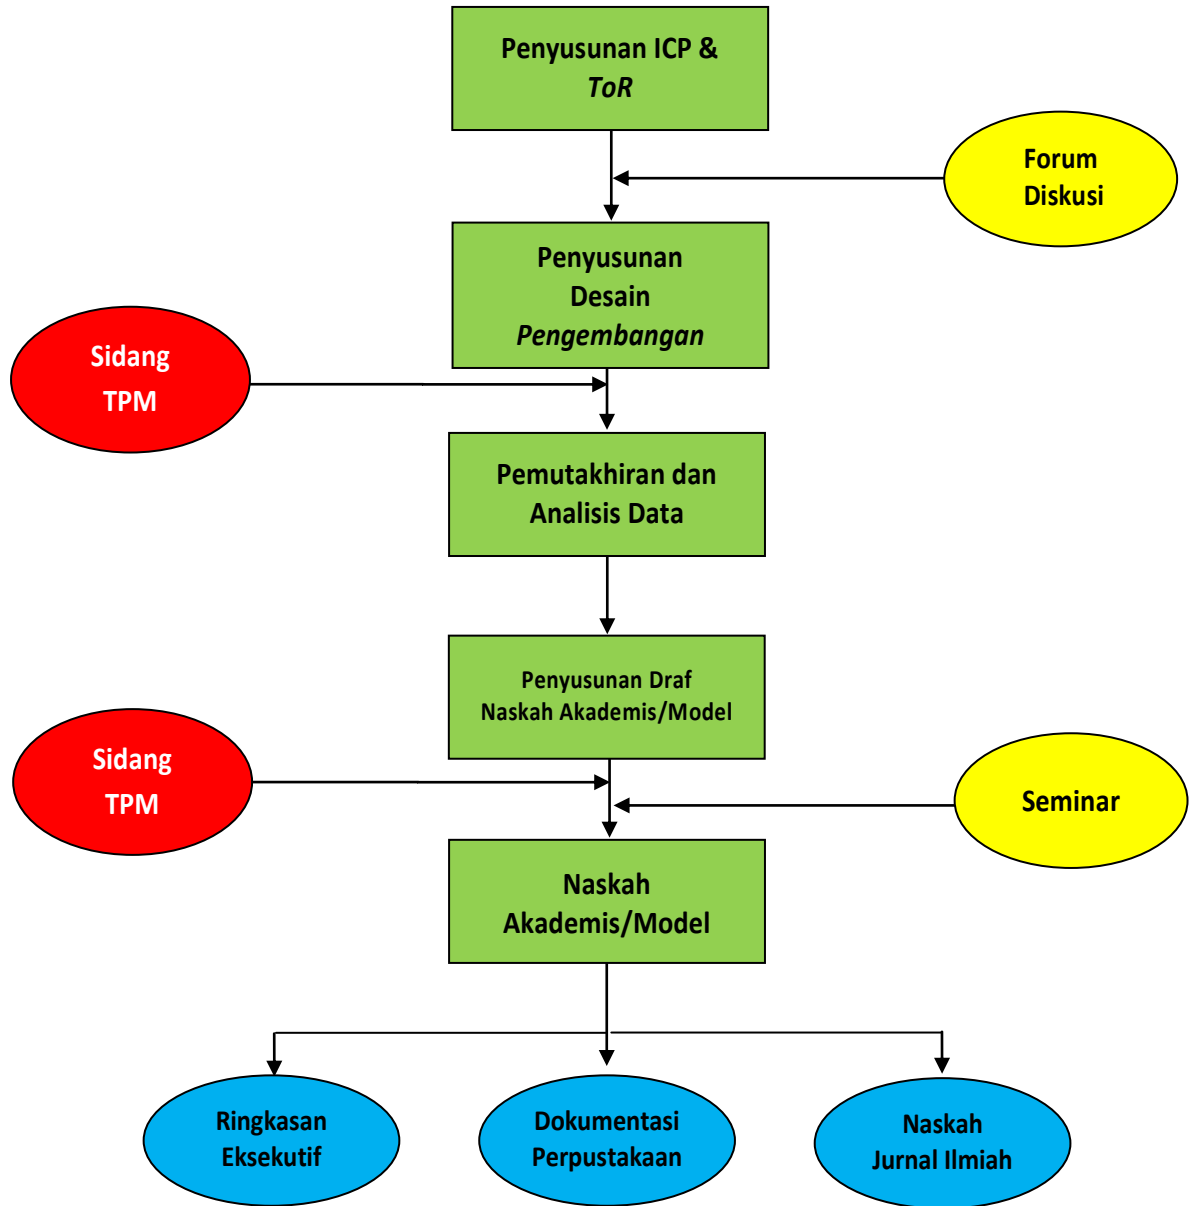 Penyusunan ICP &
ToR
Forum
Diskusi
Penyusunan
Desain
Pengembangan
Sidang
TPM
Pemutakhiran dan
Analisis Data
Penyusunan Draf
Naskah Akademis/Model
Sidang
TPM
Seminar
Naskah
Akademis/Model
Ringkasan
Eksekutif
Dokumentasi
Perpustakaan
Naskah
Jurnal Ilmiah